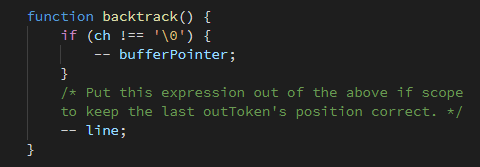 function backtrack() {
if (ch !== '\0') {
-- bufferPointer;
}
/* Put this expression out of the above if scope
to keep the last outToken's position correct. */
-- line;
}